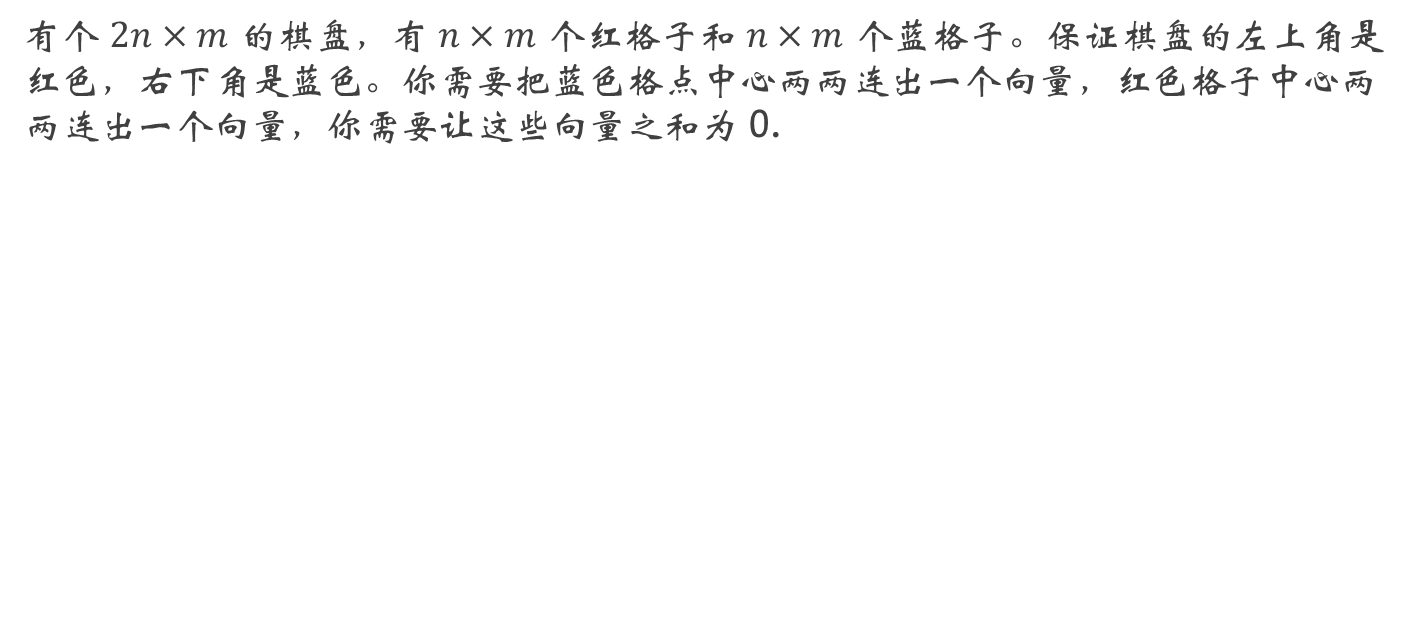 有个 2n × m 的棋盘，有 n × m 个红格子和 n × m 个蓝格子。保证棋盘的左上角是
红色，右下角是蓝色。你需要把蓝色格点中心两两连出一个向量，红色格子中心两
两连出一个向量，你需要让这些向量之和为 0.